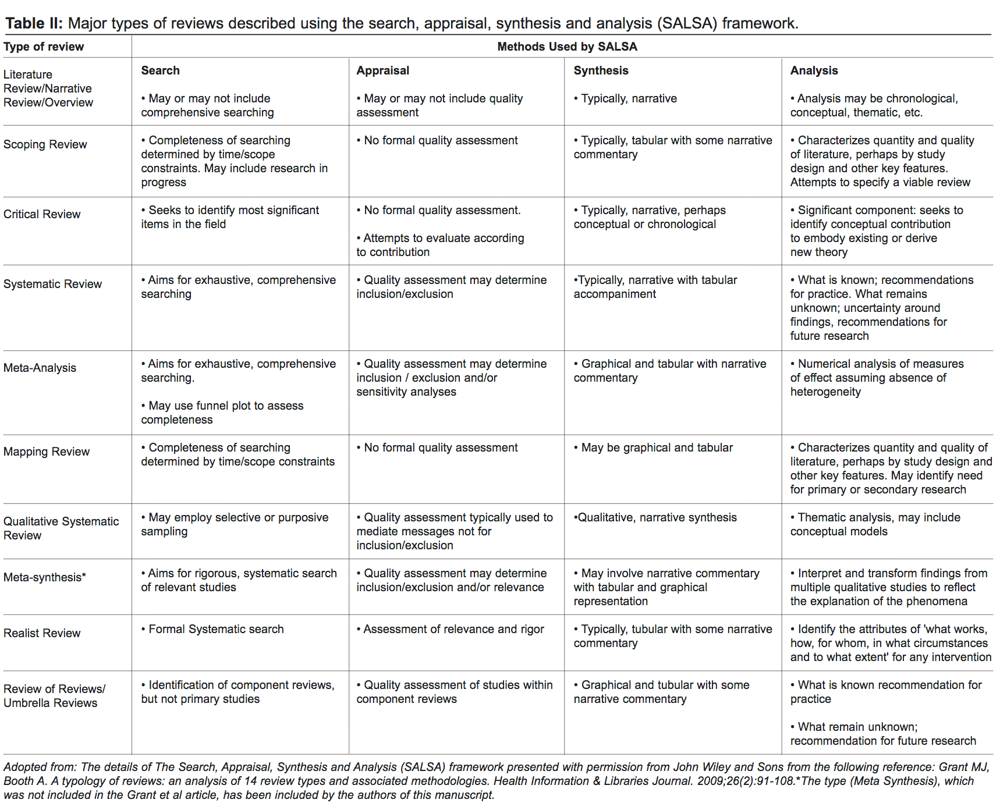 Table II: Major types of reviews described using the search, appraisal, synthesis and analysis (SALSA) framework.
Type of review
Methods Used by SALSA
Literature
Review/Narrative
Review/Overview
Search
• May or may not include
comprehensive searching
Appraisal
• May or may not include quality
assessment
Synthesis
• Typically, narrative
Analysis
• Analysis may be chronological,
conceptual, thematic, etc.
Scoping Review
• Completeness of searching
determined by time/scope
constraints. May include research in
progress
• No formal quality assessment
• Typically, tabular with some narrative
commentary
• Characterizes quantity and quality
of literature, perhaps by study
design and other key features.
Attempts to specify a viable review
Critical Review
• Seeks to identify most significant
items in the field
• No formal quality assessment.
• Attempts to evaluate according
to contribution
• Typically, narrative, perhaps
conceptual or chronological
• Significant component: seeks to
identify conceptual contribution
to embody existing or derive
new theory
Systematic Review
• Aims for exhaustive, comprehensive
searching
• Quality assessment may determine
inclusion/exclusion
•Typically, narrative with tabular
accompaniment
• What is known; recommendations
for practice. What remains
unknown; uncertainty around
findings, recommendations for
future research
Meta-Analysis
• Aims for exhaustive, comprehensive
searching.
• May use funnel plot to assess
completeness
• Quality assessment may determine
inclusion / exclusion and/or
sensitivity analyses
• Graphical and tabular with narrative
commentary
• Numerical analysis of measures
of effect assuming absence of
heterogeneity
Mapping Review
• Completeness of searching
determined by time/scope constraints
• No formal quality assessment
• May be graphical and tabular
• Characterizes quantity and quality of
literature, perhaps by study design and
other key features. May identify need
for primary or secondary research
Qualitative Systematic
Review
• May employ selective or purposive
sampling
• Quality assessment typically used to
mediate messages not for
inclusion/exclusion
•Qualitative, narrative synthesis
• Thematic analysis, may include
conceptual models
Meta-synthesis*
• Aims for rigorous, systematic search
of relevant studies
• Quality assessment may determine
inclusion/exclusion and/or relevance
• May involve narrative commentary
with tabular and graphical
representation
• Interpret and transform findings from
multiple qualitative studies to reflect
the explanation of the phenomena
Realist Review
• Formal Systematic search
• Assessment of relevance and rigor
• Typically, tubular with some narrative
commentary
• Identify the attributes of 'what works,
how, for whom, in what circumstances
and to what extent' for any intervention
Review of Reviews/
Umbrella Reviews
• Identification of component reviews,
but not primary studies
• Quality assessment of studies within
component reviews
• Graphical and tubular with some
narrative commentary
• What is known recommendation for
practice
• What remain unknown;
recommendation for future research
Adopted from: The details of The Search, Appraisal, Synthesis and Analysis (SALSA) framework presented with permission from John Wiley and Sons from the following reference: Grant MJ,
Booth A. A typology of reviews: an analysis of 14 review types and associated methodologies. Health Information & Libraries Journal. 2009;26(2):91-108.*The type (Meta Synthesis), which
was not included in the Grant et al article, has been included by the authors of this manuscript.